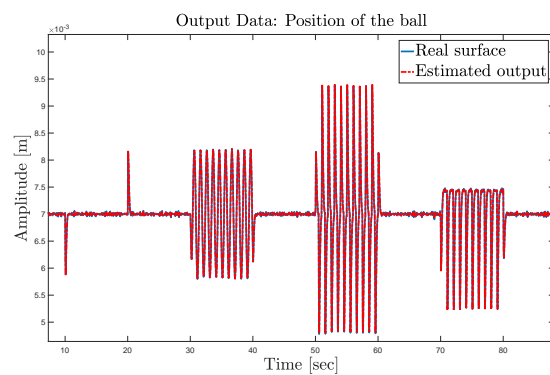 Output Data: Position of the ball
×10⁻³
Real surface
Estimated output
10
9.5
9
8.5
8
7.5
7
6.5
6
5.5
5
Amplitude [m]
10 20 30 40 50 60 70 80
Time [sec]